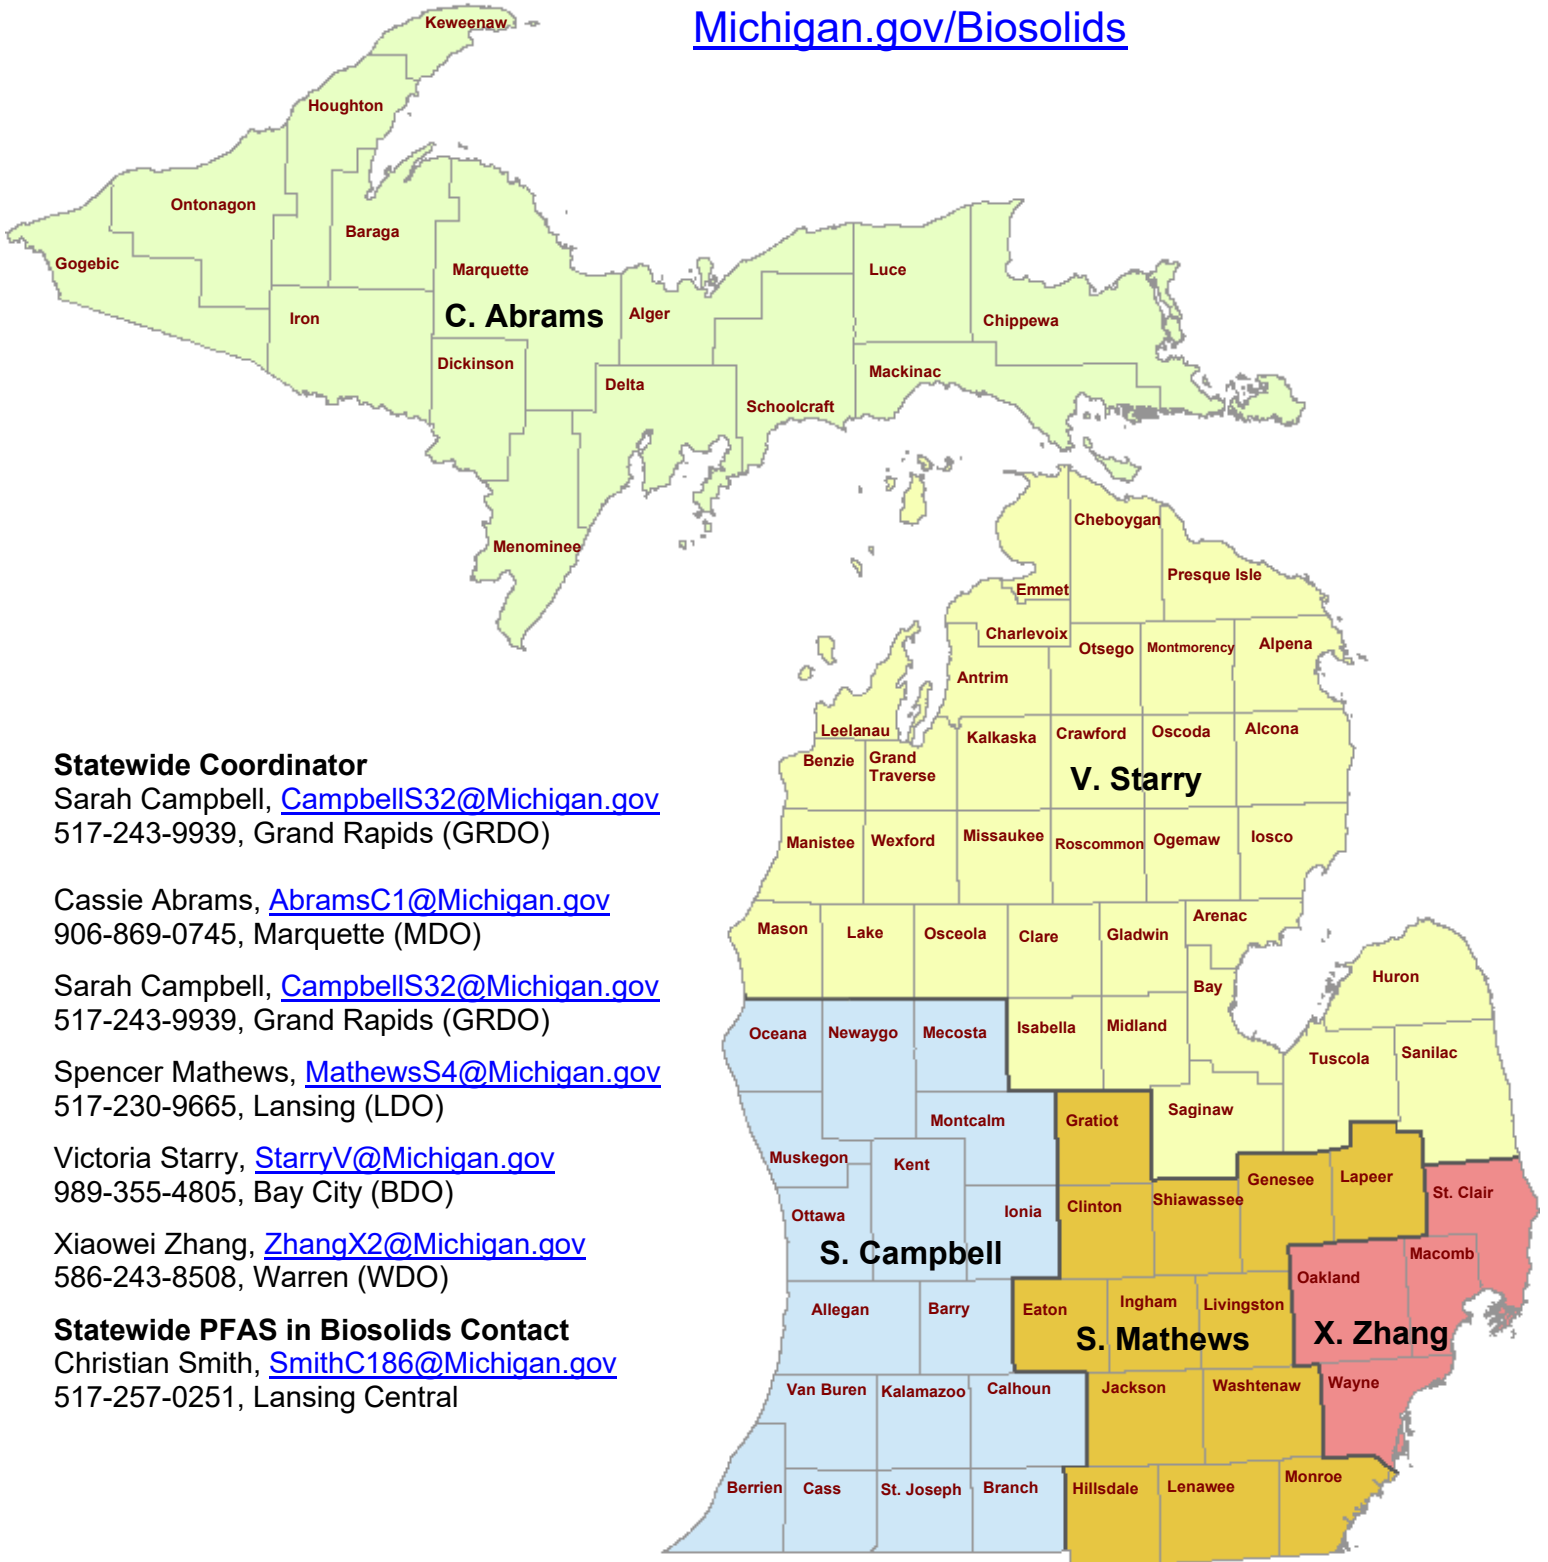 Michigan.gov/Biosolids
Keweenaw
Houghton
Ontonagon
Baraga
Gogebic
Marquette
Luce
C. Abrams
Iron
Alger
Chippewa
Dickinson
Delta
Mackinac
Schoolcraft
Menominee
Cheboygan
Presque Isle
Emmet
Charlevoix
Otsego
Montmorency
Alpena
Antrim
Leelanau
Kalkaska
Crawford
Oscoda
Alcona
Benzie
Grand
Traverse
V. Starry
Manistee
Wexford
Missaukee
Roscommon
Ogemaw
Iosco
Mason
Lake
Osceola
Clare
Gladwin
Arenac
Bay
Huron
Oceana
Newaygo
Mecosta
Isabella
Midland
Tuscola
Sanilac
Montcalm
Gratiot
Saginaw
Muskegon
Kent
Ionia
Clinton
Shiawassee
Genesee
Lapeer
St. Clair
Ottawa
S. Campbell
Oakland
Macomb
Allegan
Barry
Eaton
Ingham
Livingston
S. Mathews
X. Zhang
Van Buren
Kalamazoo
Calhoun
Jackson
Washtenaw
Wayne
Berrien
Cass
St. Joseph
Branch
Hillsdale
Lenawee
Monroe
Statewide Coordinator
Sarah Campbell, CampbellS32@Michigan.gov
517-243-9939, Grand Rapids (GRDO)
Cassie Abrams, AbramsC1@Michigan.gov
906-869-0745, Marquette (MDO)
Sarah Campbell, CampbellS32@Michigan.gov
517-243-9939, Grand Rapids (GRDO)
Spencer Mathews, MathewsS4@Michigan.gov
517-230-9665, Lansing (LDO)
Victoria Starry, StarryV@Michigan.gov
989-355-4805, Bay City (BDO)
Xiaowei Zhang, ZhangX2@Michigan.gov
586-243-8508, Warren (WDO)
Statewide PFAS in Biosolids Contact
Christian Smith, SmithC186@Michigan.gov
517-257-0251, Lansing Central